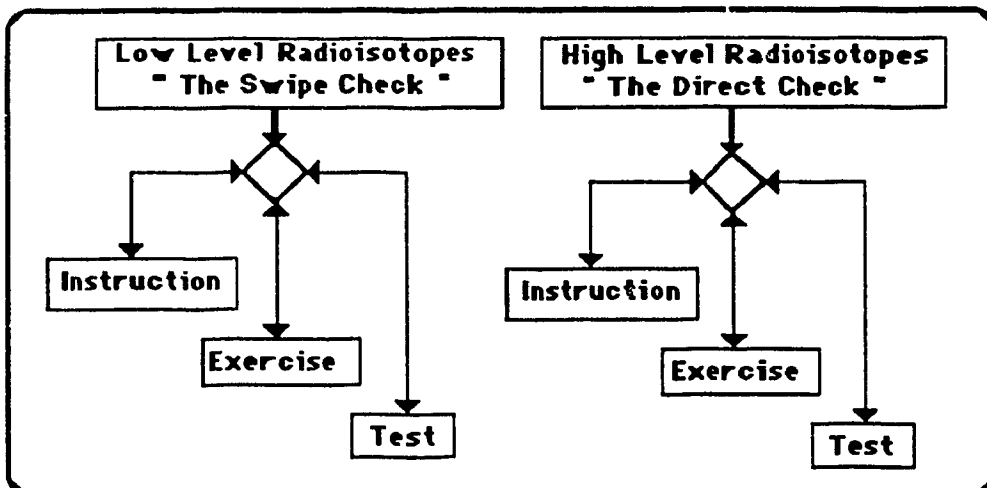 Low Level Radioisotopes
" The Swipe Check "
Instruction
Exercise
Test
High Level Radioisotopes
" The Direct Check "
Instruction
Exercise
Test